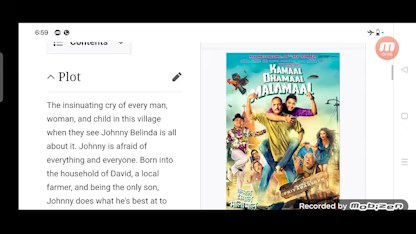 6:59
Contents
Plot
The insinuating cry of every man,
woman, and child in this village
when they see Johnny Belinda is all
about it. Johnny is afraid of
everything and everyone. Born into
the household of David, a local
farmer, and being the only son,
Johnny does what he's best at to
KAMAAL
DHAMAAL
MALAMAAL
Recorded by MOBIZEN